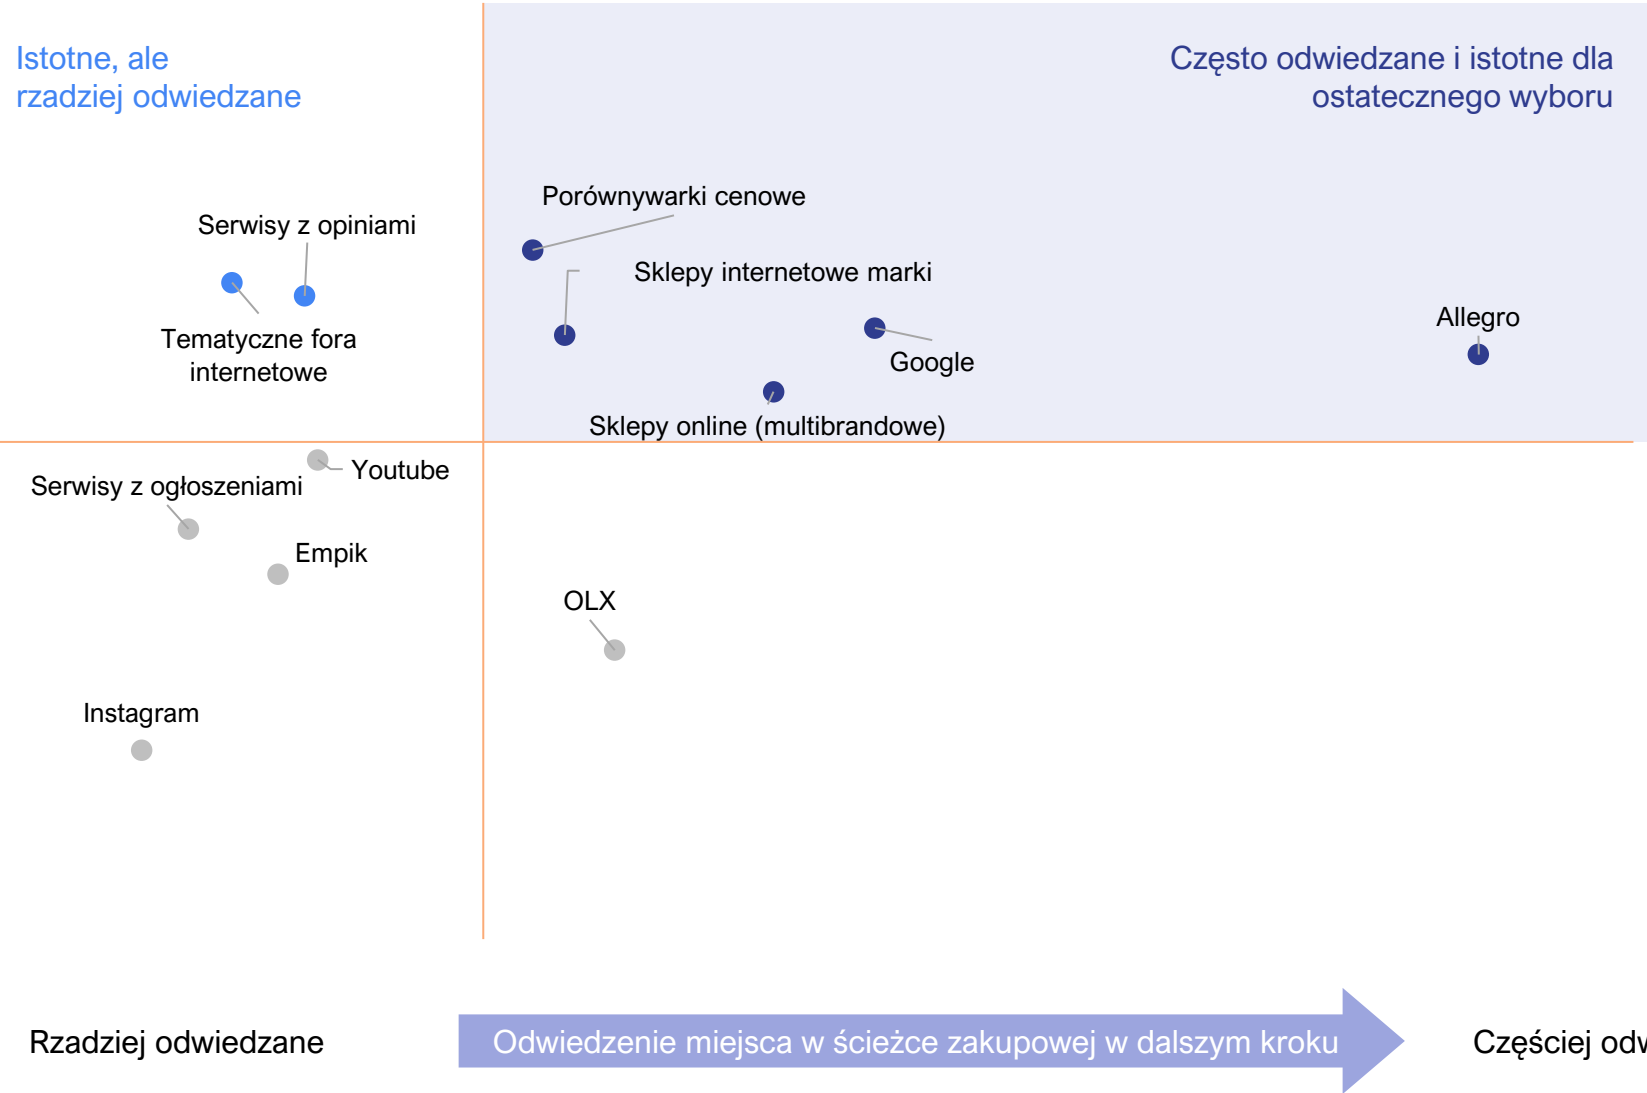 Istotne, ale
rzadziej odwiedzane
Często odwiedzane i istotne dla
ostatecznego wyboru
Porównywarki cenowe
Serwisy z opiniami
Sklepy internetowe marki
Tematyczne fora
internetowe
Allegro
Google
Sklepy online (multibrandowe)
Youtube
Serwisy z ogłoszeniami
Empik
OLX
Instagram
Rzadziej odwiedzane
Odwiedzenie miejsca w ścieżce zakupowej w dalszym kroku
Częściej